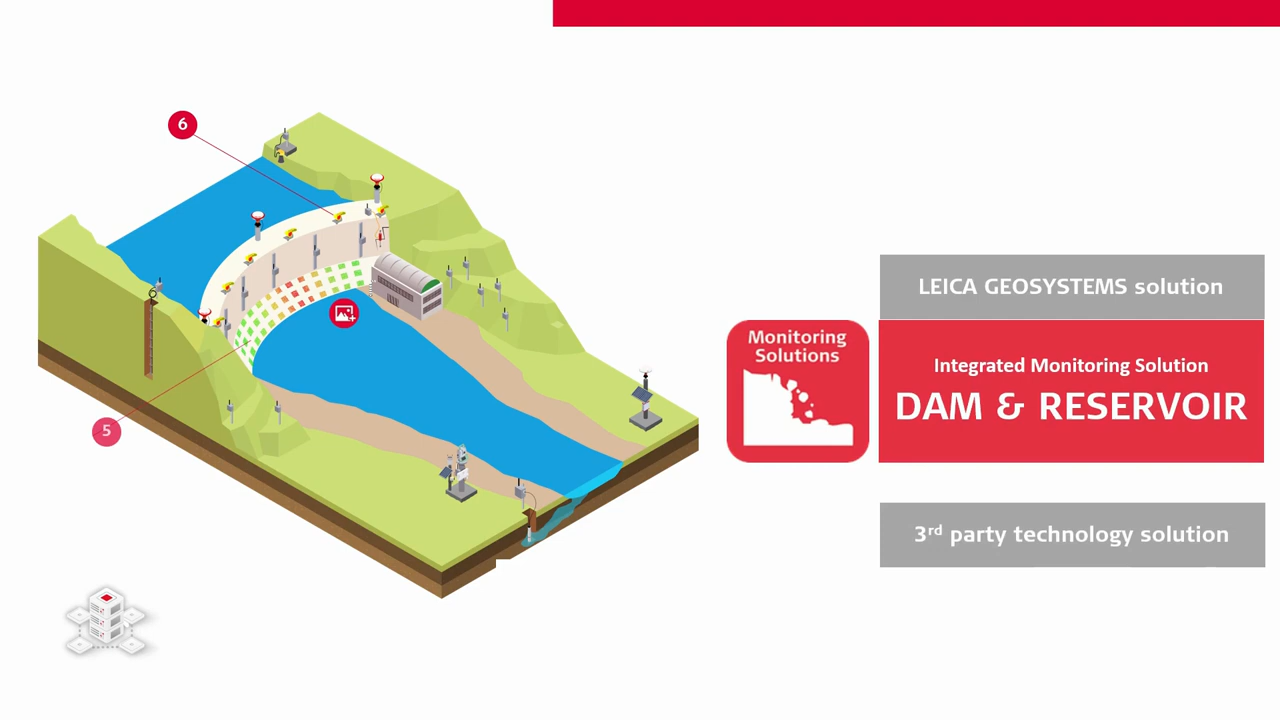 6
5
LEICA GEOSYSTEMS solution
Monitoring
Solutions
Integrated Monitoring Solution
DAM & RESERVOIR
3rd party technology solution